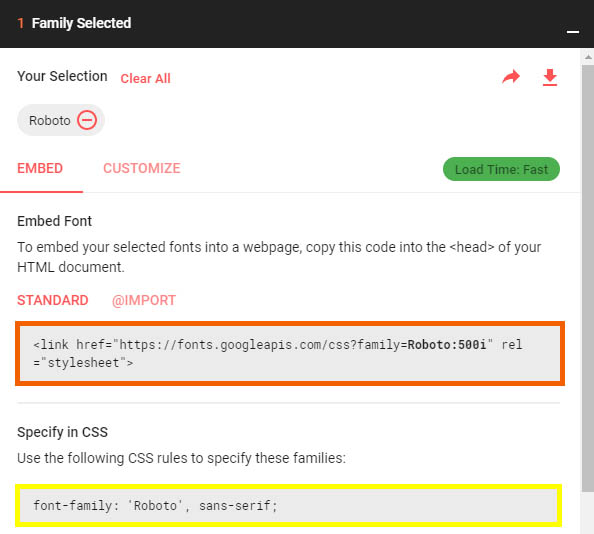 1 Family Selected
Your Selection Clear All
Roboto
EMBED CUSTOMIZE Load Time: Fast
Embed Font
To embed your selected fonts into a webpage, copy this code into the <head> of your
HTML document.
STANDARD @IMPORT
<link href="https://fonts.googleapis.com/css?family=Roboto:500i" rel
="stylesheet">
Specify in CSS
Use the following CSS rules to specify these families:
font-family: 'Roboto', sans-serif;